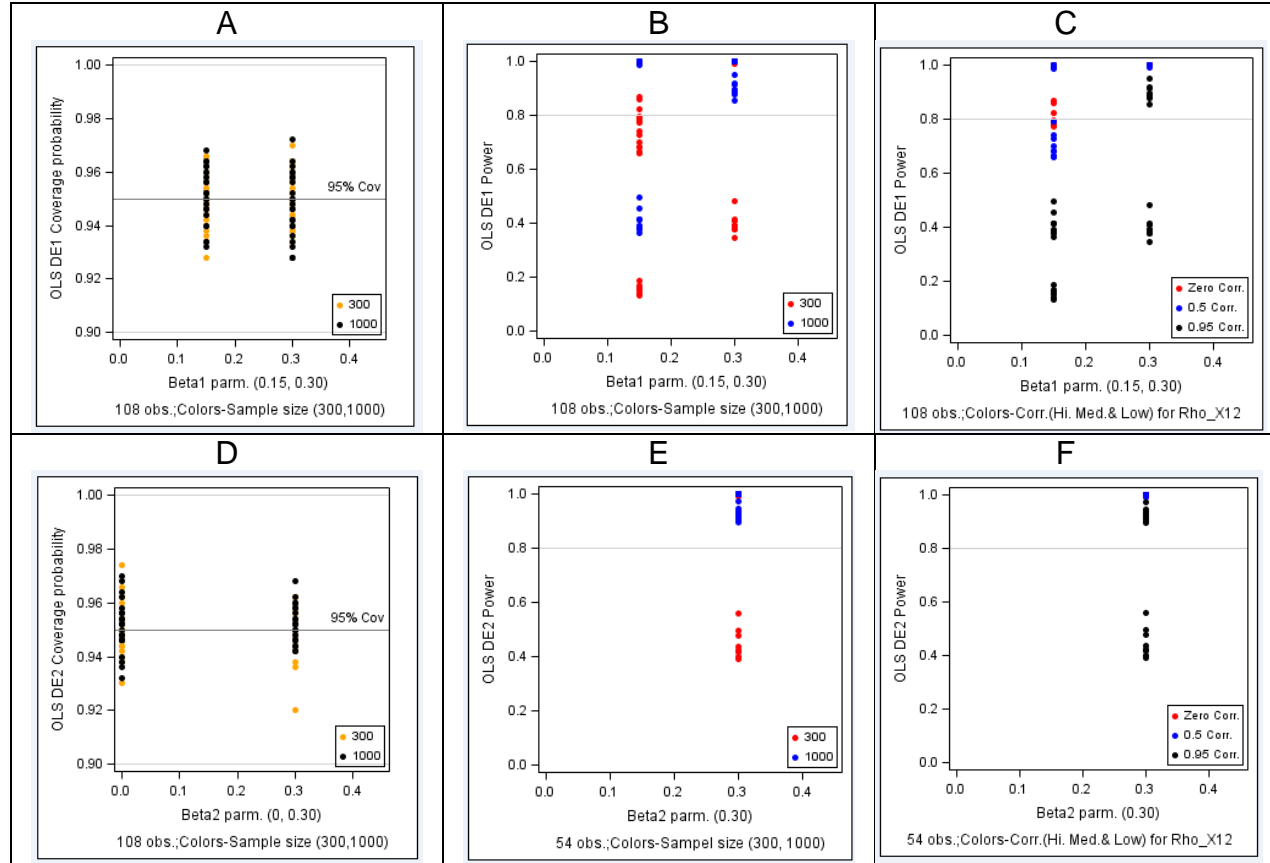 A
OLS DE1 Coverage probability
1.00
0.98
0.96
0.94
0.92
0.90
95% Cov
300
1000
0.0 0.1 0.2 0.3 0.4
Beta1 parm. (0.15, 0.30)
108 obs.;Colors-Sample size (300,1000)
B
OLS DE1 Power
1.0
0.8
0.6
0.4
0.2
0.0
300
1000
0.0 0.1 0.2 0.3 0.4
Beta1 parm. (0.15, 0.30)
108 obs.;Colors-Sample size (300,1000)
C
OLS DE1 Power
1.0
0.8
0.6
0.4
0.2
0.0
Zero Corr.
0.5 Corr.
0.95 Corr.
0.0 0.1 0.2 0.3 0.4
Beta1 parm. (0.15, 0.30)
108 obs.;Colors-Corr.(Hi. Med.& Low) for Rho_X12
D
OLS DE2 Coverage probability
1.00
0.98
0.96
0.94
0.92
0.90
95% Cov
300
1000
0.0 0.1 0.2 0.3 0.4
Beta2 parm. (0, 0.30)
108 obs.;Colors-Sample size (300,1000)
E
OLS DE2 Power
1.0
0.8
0.6
0.4
0.2
0.0
300
1000
0.0 0.1 0.2 0.3 0.4
Beta2 parm. (0.30)
54 obs.;Colors-Sampel size (300, 1000)
F
OLS DE2 Power
1.0
0.8
0.6
0.4
0.2
0.0
Zero Corr.
0.5 Corr.
0.95 Corr.
0.0 0.1 0.2 0.3 0.4
Beta2 parm. (0.30)
54 obs.;Colors-Corr.(Hi. Med.& Low) for Rho_X12